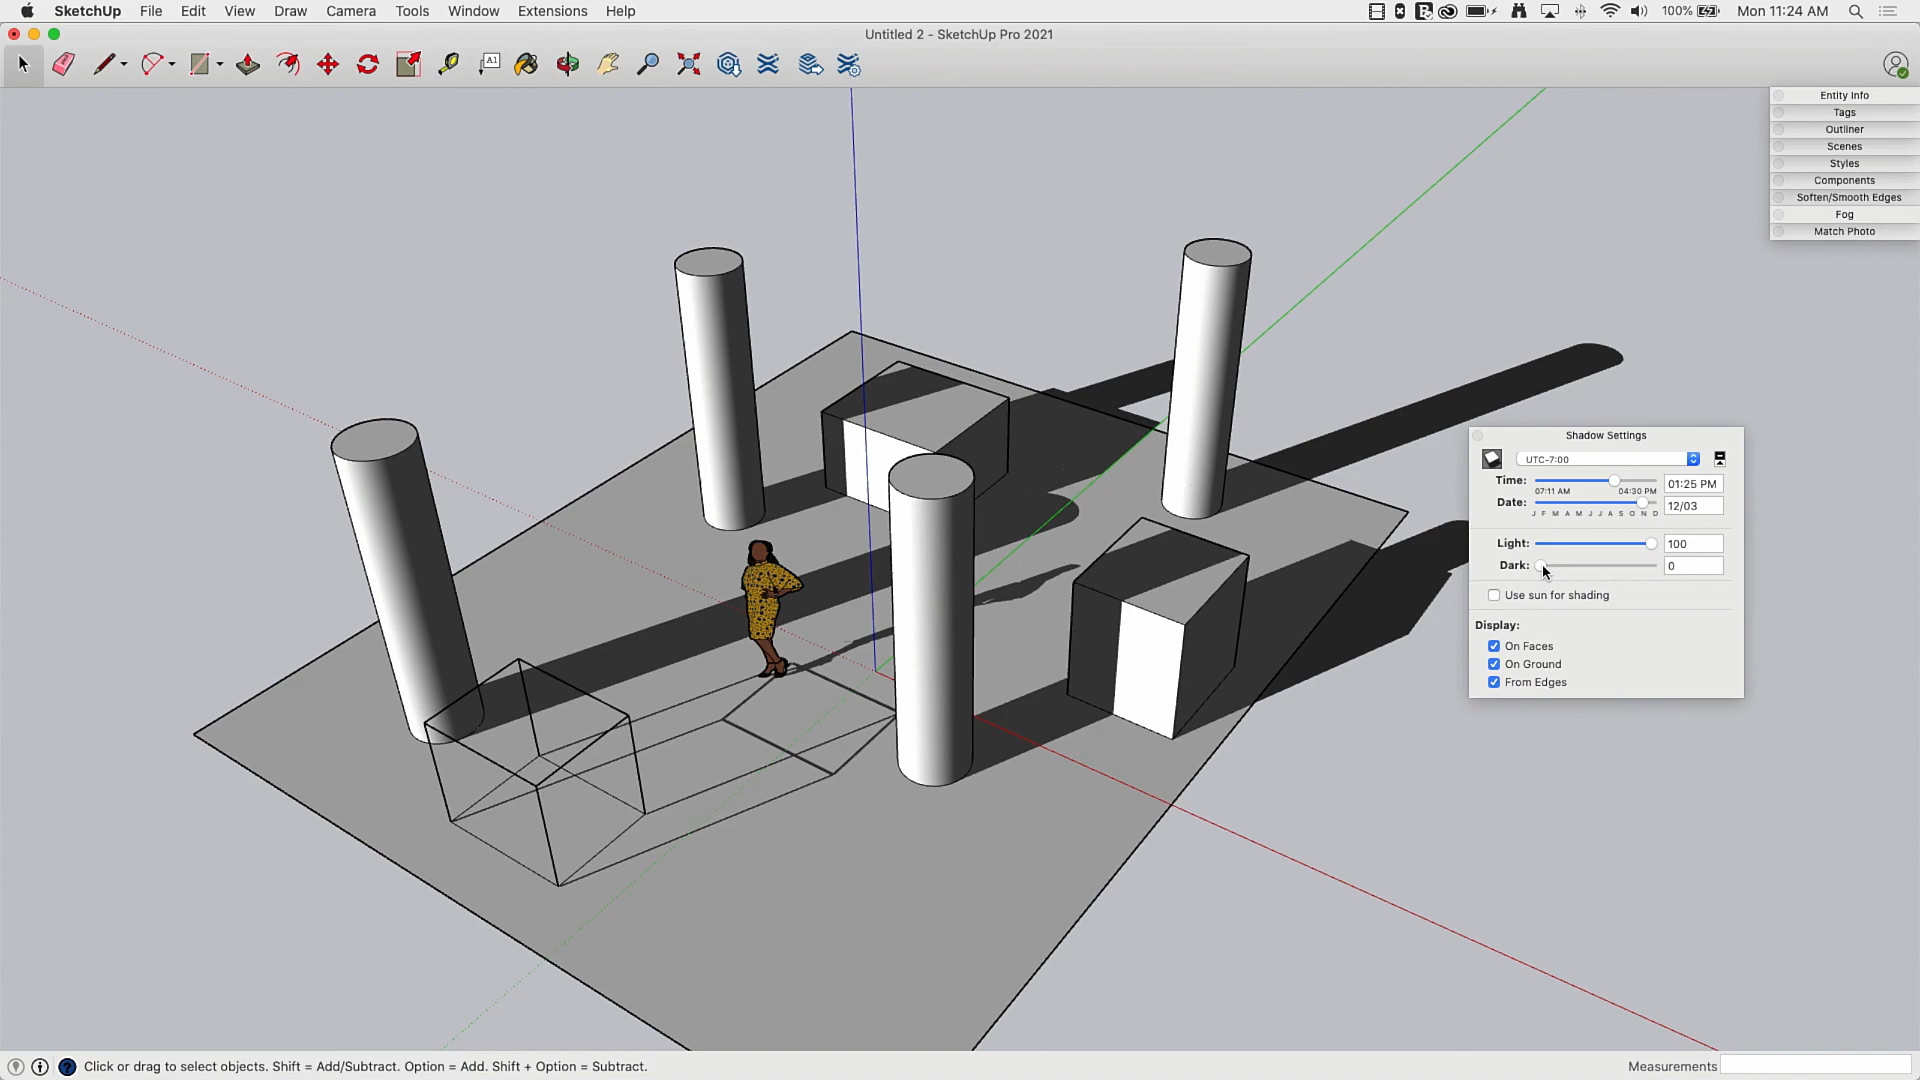 SketchUp File Edit View Draw Camera Tools Window Extensions Help 100% Mon 11:24 AM
Untitled 2 - SketchUp Pro 2021
A1
Entity Info
Tags
Outliner
Scenes
Styles
Components
Soften/Smooth Edges
Fog
Match Photo
Shadow Settings
UTC-7:00
Time: 01:25 PM
07:11 AM 04:30 PM
Date: 12/03
J F M A M J J A S O N D
Light: 100
Dark: 0
Use sun for shading
Display:
On Faces
On Ground
From Edges
Click or drag to select objects. Shift = Add/Subtract. Option = Add. Shift + Option = Subtract. Measurements